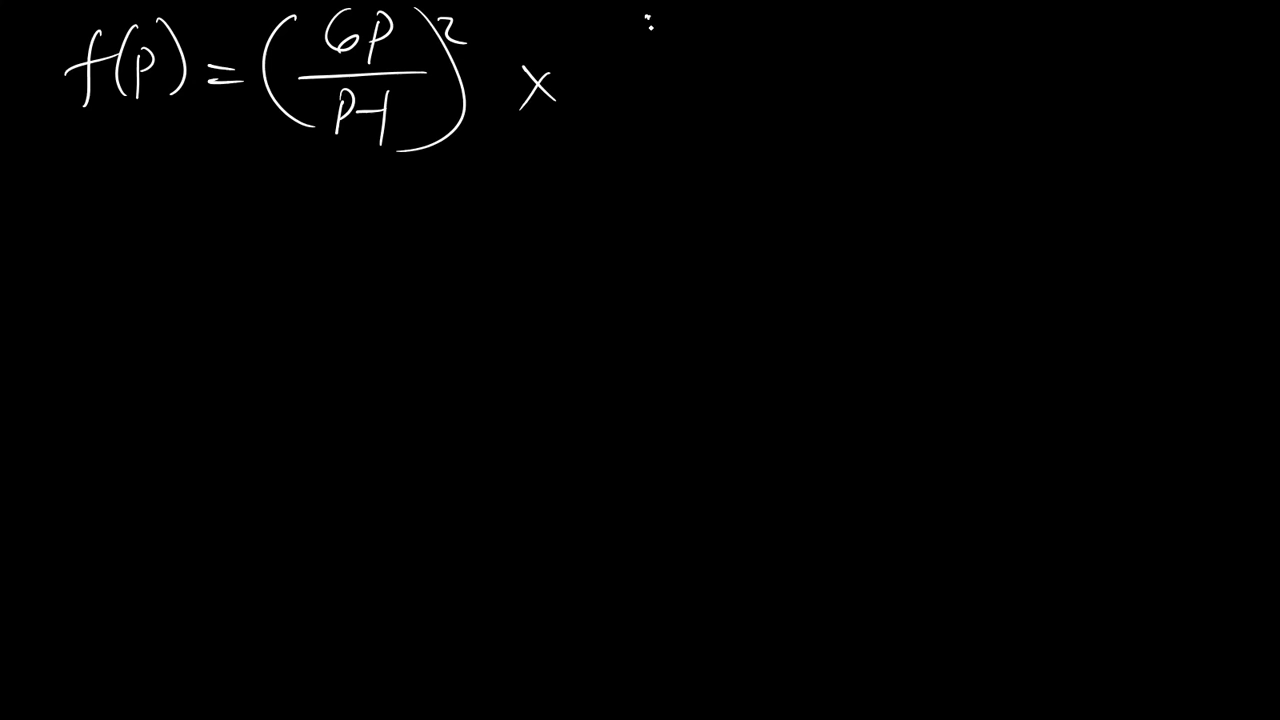 f(p) = (6p / p-1)² ×